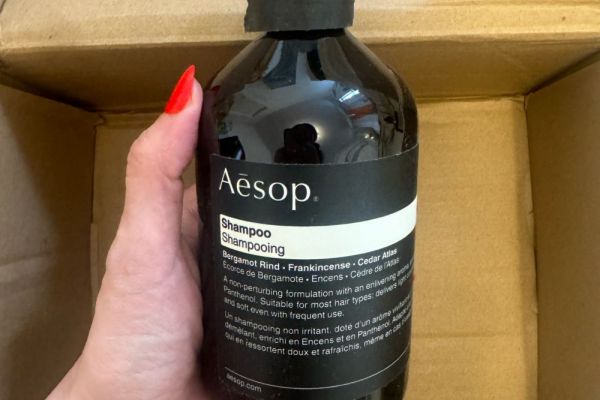 Aēsop®
Shampoo
Shampooing
Bergamot Rind • Frankincense • Cedar Atlas
Écorce de Bergamote • Encens • Cèdre de l'Atlas
A non-perturbing formulation with an enlivening
Panthenol. Suitable for most hair types; delivers light
and soft even with frequent use.
Un shampooing non irritant, doté d'un arôme
démêlant, enrichi en Encens et en Panthénol.
qui en ressortent doux et rafraîchis, même en cas
aesop.com